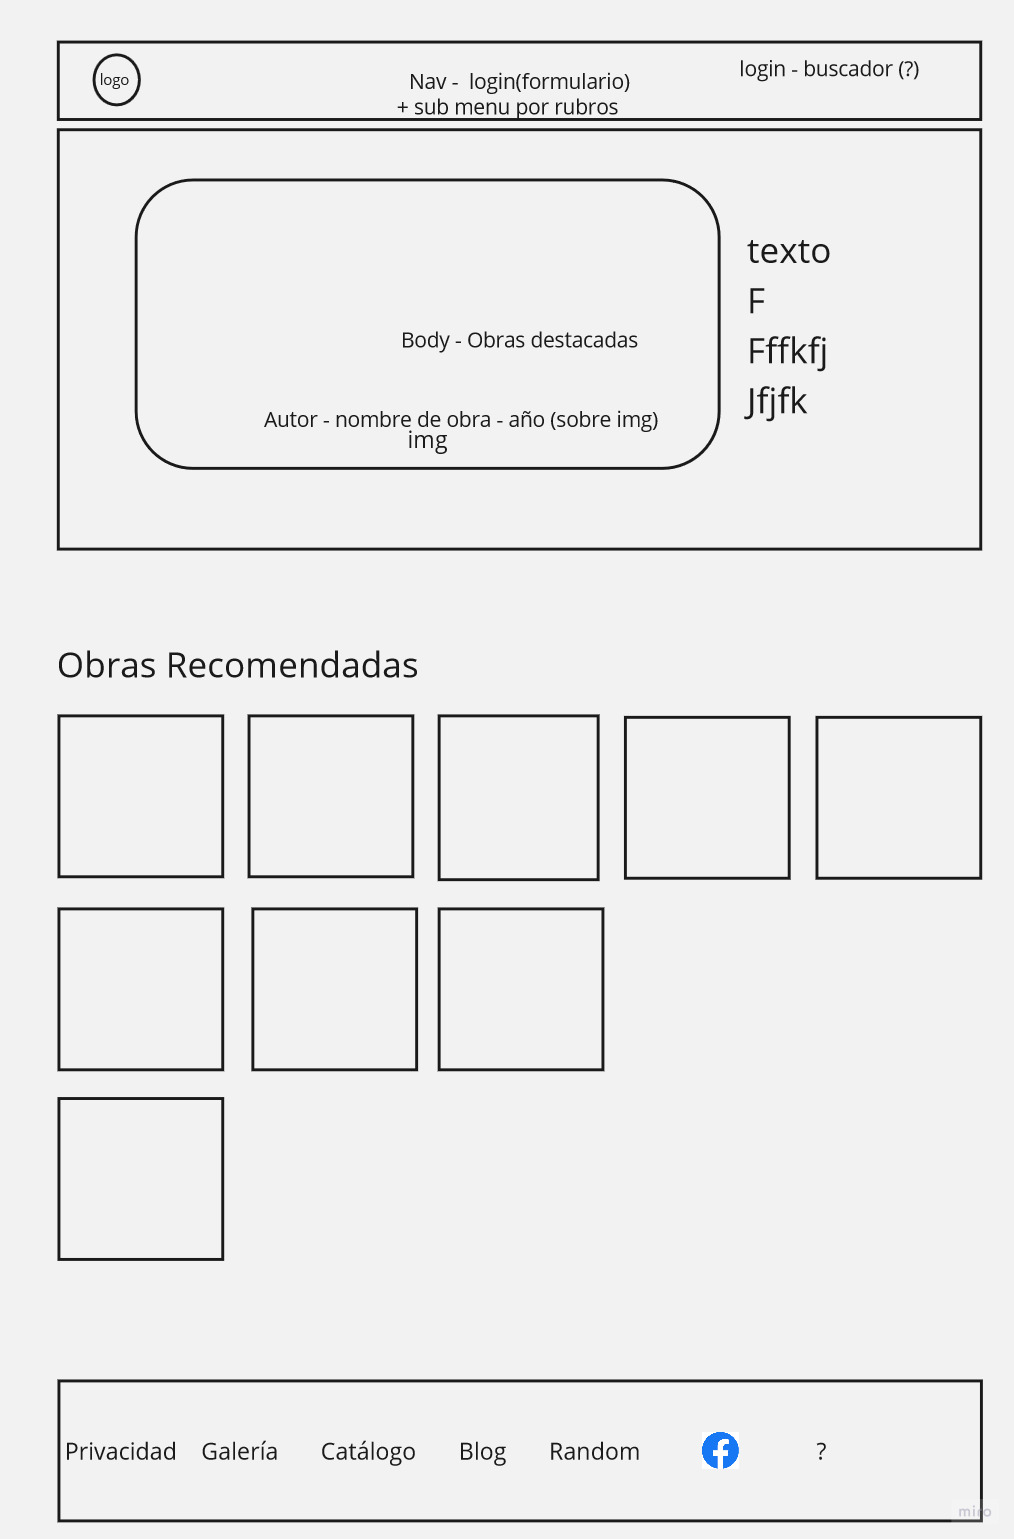 logo
Nav -  login(formulario)
+ sub menu por rubros
login - buscador (?)
Body - Obras destacadas
Autor - nombre de obra - año (sobre img)
img
texto
F
Fffkfj
Jfjfk
Obras Recomendadas
Privacidad Galería Catálogo Blog Random ?
miro